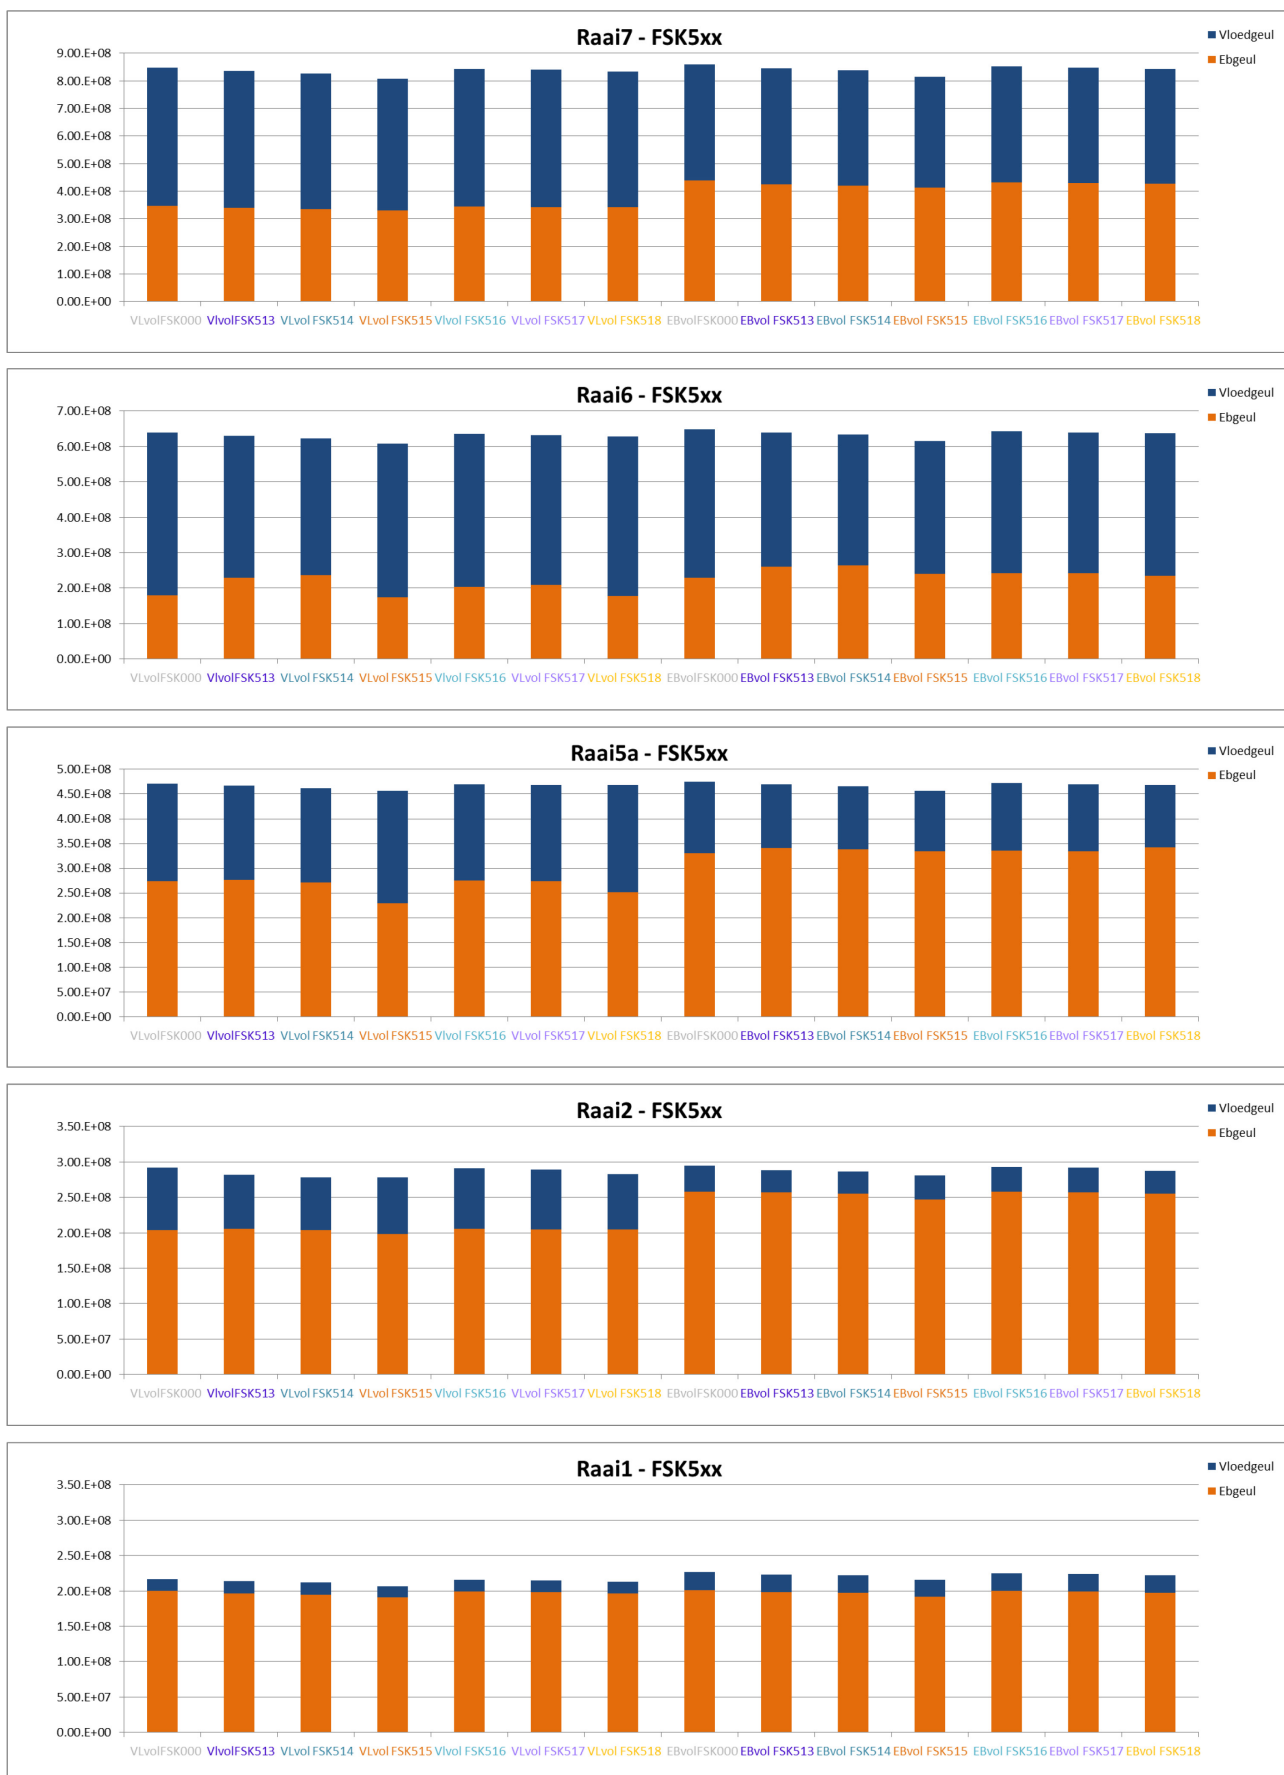 Raai7 - FSK5xx
Vloedgeul
Ebgeul
9.00.E+08
8.00.E+08
7.00.E+08
6.00.E+08
5.00.E+08
4.00.E+08
3.00.E+08
2.00.E+08
1.00.E+08
0.00.E+00
VLvolFSK000 VlvolFSK513 VLvol FSK514 VLvol FSK515 Vlvol FSK516 VLvol FSK517 VLvol FSK518 EBvolFSK000 EBvol FSK513 EBvol FSK514 EBvol FSK515 EBvol FSK516 EBvol FSK517 EBvol FSK518
Raai6 - FSK5xx
Vloedgeul
Ebgeul
7.00.E+08
6.00.E+08
5.00.E+08
4.00.E+08
3.00.E+08
2.00.E+08
1.00.E+08
0.00.E+00
VLvolFSK000 VlvolFSK513 VLvol FSK514 VLvol FSK515 Vlvol FSK516 VLvol FSK517 VLvol FSK518 EBvolFSK000 EBvol FSK513 EBvol FSK514 EBvol FSK515 EBvol FSK516 EBvol FSK517 EBvol FSK518
Raai5a - FSK5xx
Vloedgeul
Ebgeul
5.00.E+08
4.50.E+08
4.00.E+08
3.50.E+08
3.00.E+08
2.50.E+08
2.00.E+08
1.50.E+08
1.00.E+08
5.00.E+07
0.00.E+00
VLvolFSK000 VlvolFSK513 VLvol FSK514 VLvol FSK515 Vlvol FSK516 VLvol FSK517 VLvol FSK518 EBvolFSK000 EBvol FSK513 EBvol FSK514 EBvol FSK515 EBvol FSK516 EBvol FSK517 EBvol FSK518
Raai2 - FSK5xx
Vloedgeul
Ebgeul
3.50.E+08
3.00.E+08
2.50.E+08
2.00.E+08
1.50.E+08
1.00.E+08
5.00.E+07
0.00.E+00
VLvolFSK000 VlvolFSK513 VLvol FSK514 VLvol FSK515 Vlvol FSK516 VLvol FSK517 VLvol FSK518 EBvolFSK000 EBvol FSK513 EBvol FSK514 EBvol FSK515 EBvol FSK516 EBvol FSK517 EBvol FSK518
Raai1 - FSK5xx
Vloedgeul
Ebgeul
3.50.E+08
3.00.E+08
2.50.E+08
2.00.E+08
1.50.E+08
1.00.E+08
5.00.E+07
0.00.E+00
VLvolFSK000 VlvolFSK513 VLvol FSK514 VLvol FSK515 Vlvol FSK516 VLvol FSK517 VLvol FSK518 EBvolFSK000 EBvol FSK513 EBvol FSK514 EBvol FSK515 EBvol FSK516 EBvol FSK517 EBvol FSK518